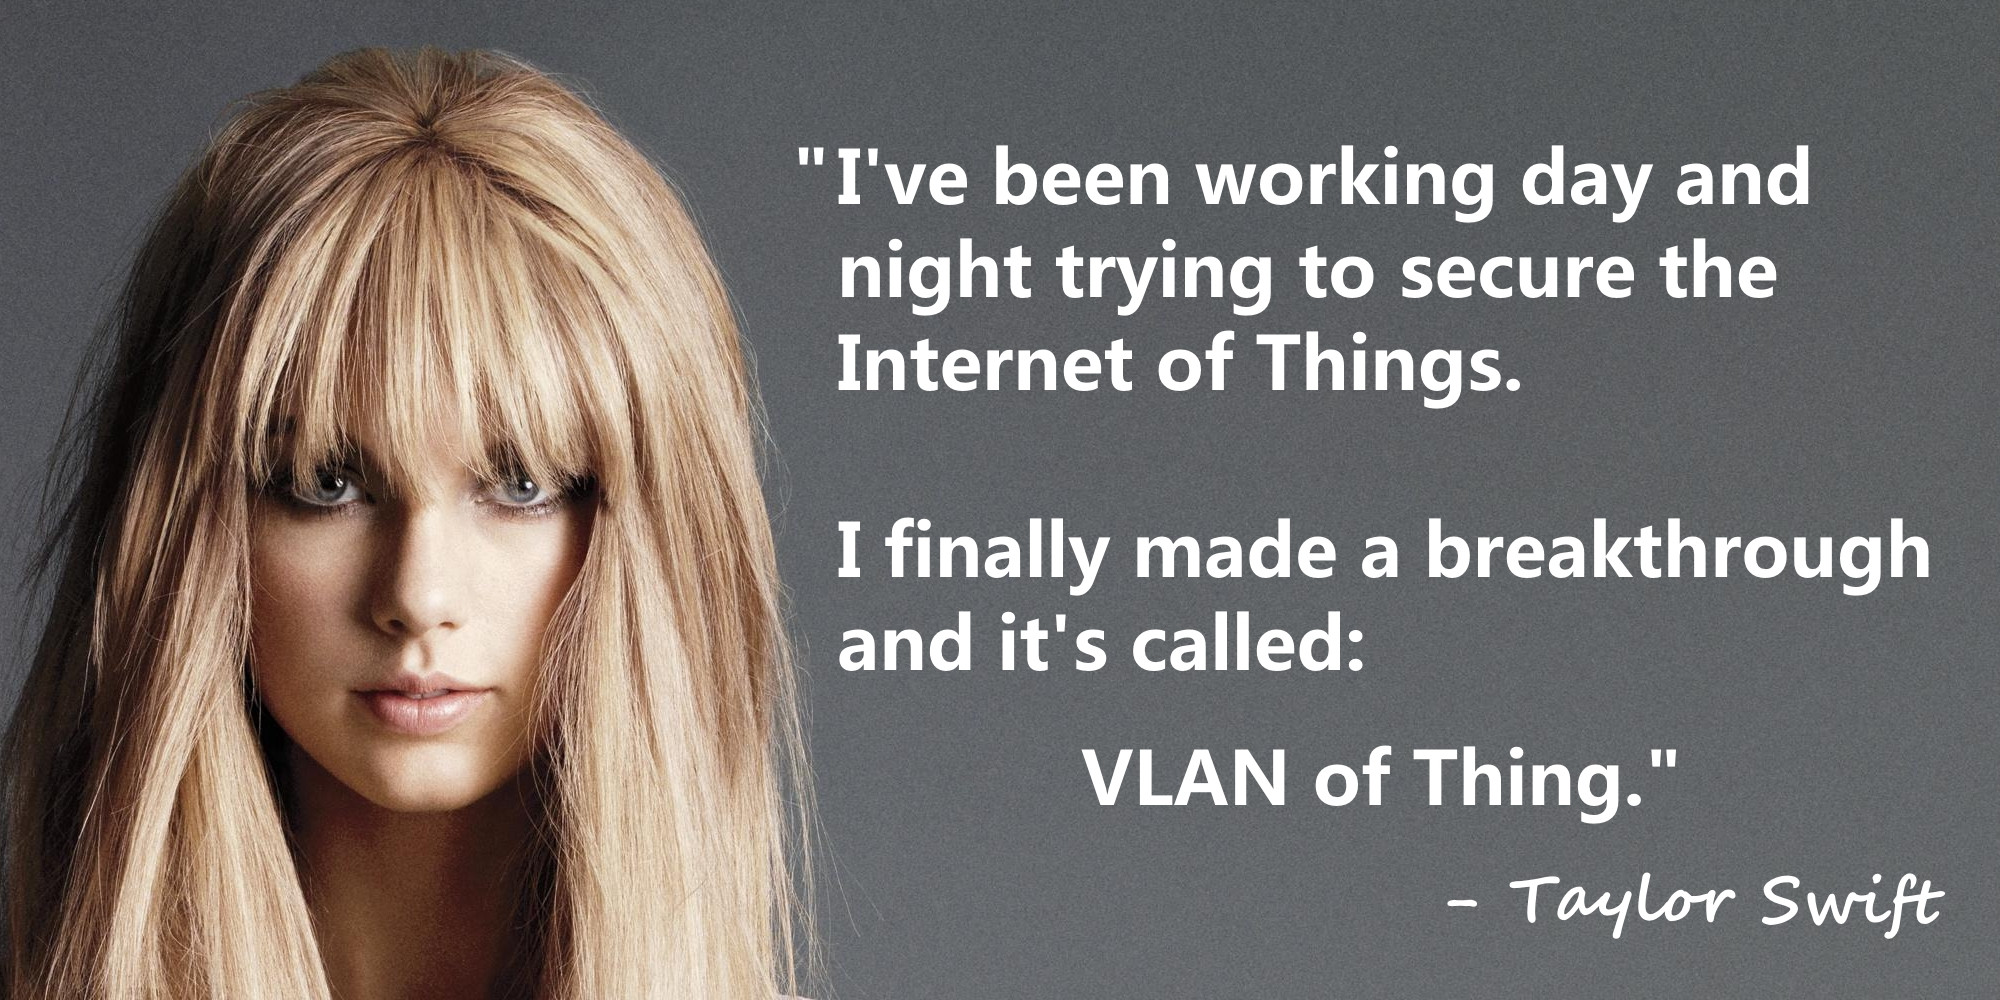 "I've been working day and
night trying to secure the
Internet of Things.
I finally made a breakthrough
and it's called:
VLAN of Thing."
- Taylor Swift